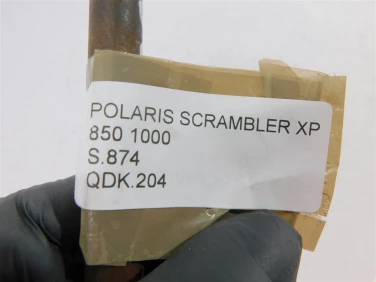 POLARIS SCRAMBLER XP
850 1000
S.874
QDK.204